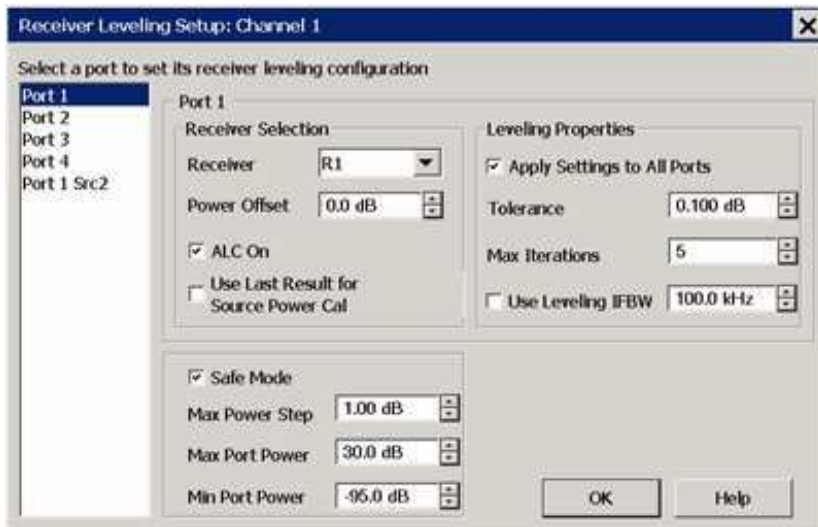 Receiver Leveling Setup: Channel 1
Select a port to set its receiver leveling configuration
Port 1
Port 2
Port 3
Port 4
Port 1 Src2
Port 1
Receiver Selection
Receiver R1
Power Offset 0.0 dB
ALC On
Use Last Result for
Source Power Cal
Leveling Properties
Apply Settings to All Ports
Tolerance 0.100 dB
Max Iterations 5
Use Leveling IFBW 100.0 kHz
Safe Mode
Max Power Step 1.00 dB
Max Port Power 30.0 dB
Min Port Power -95.0 dB
OK
Help